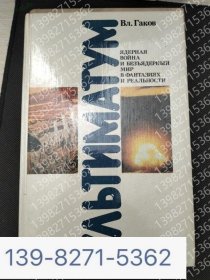 Вл. Гаков
УЛЬТИМАТУМ
ЯДЕРНАЯ
ВОЙНА
И БЕЗЪЯДЕРНЫЙ
МИР
В ФАНТАЗИЯХ
И РЕАЛЬНОСТИ
139-8271-5362